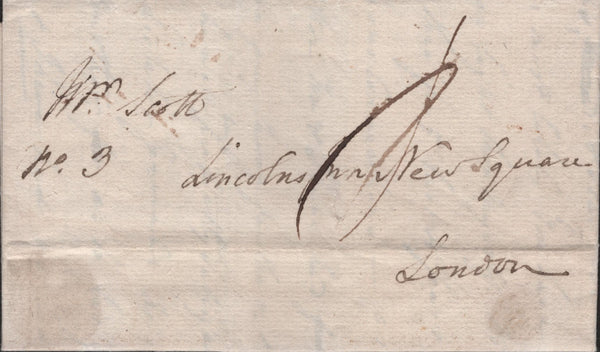 Wm. Scott
No. 3 Lincolns Inn New Square
London